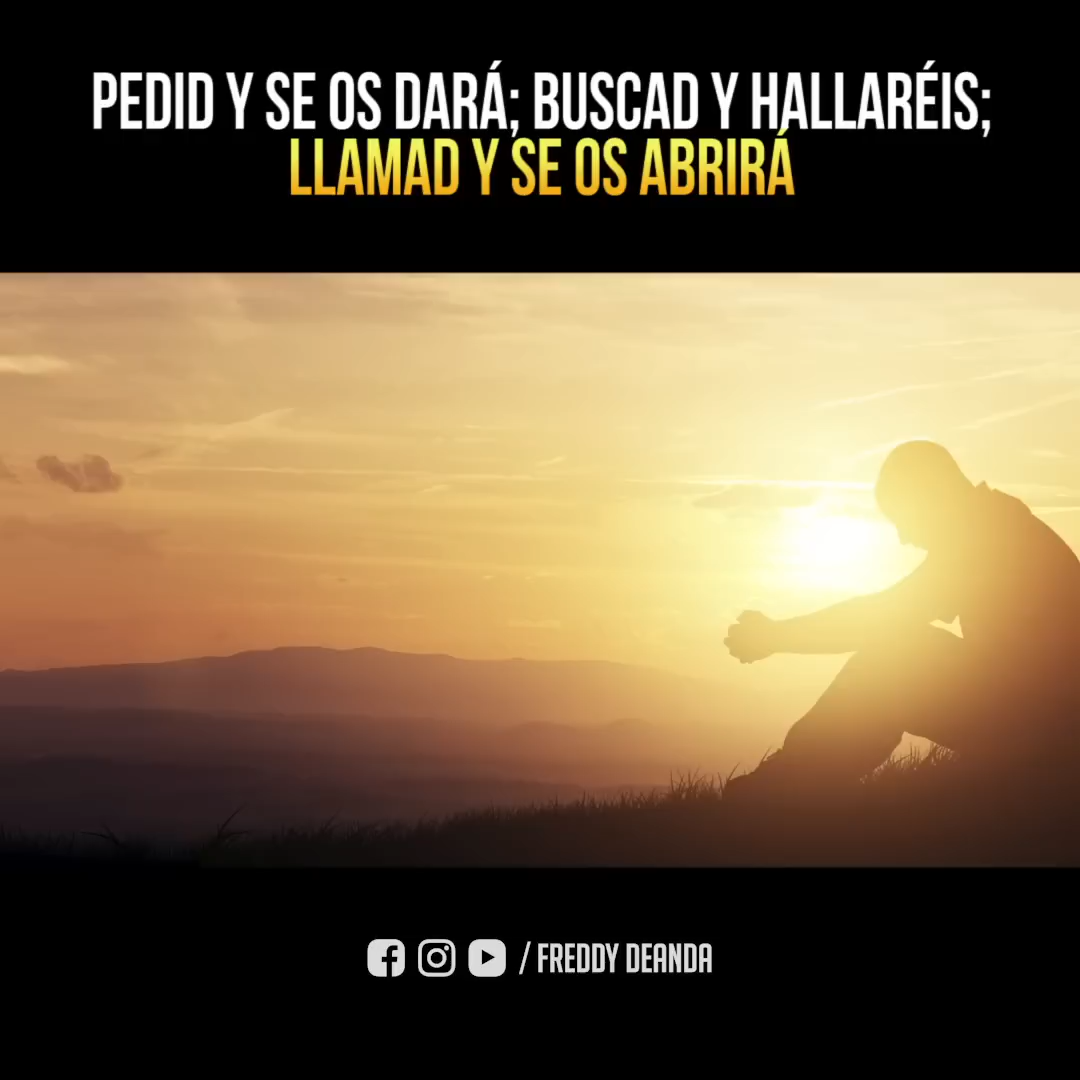 PEDID Y SE OS DARÁ; BUSCAD Y HALLARÉIS;
LLAMAD Y SE OS ABRIRÁ
/ FREDDY DEANDA